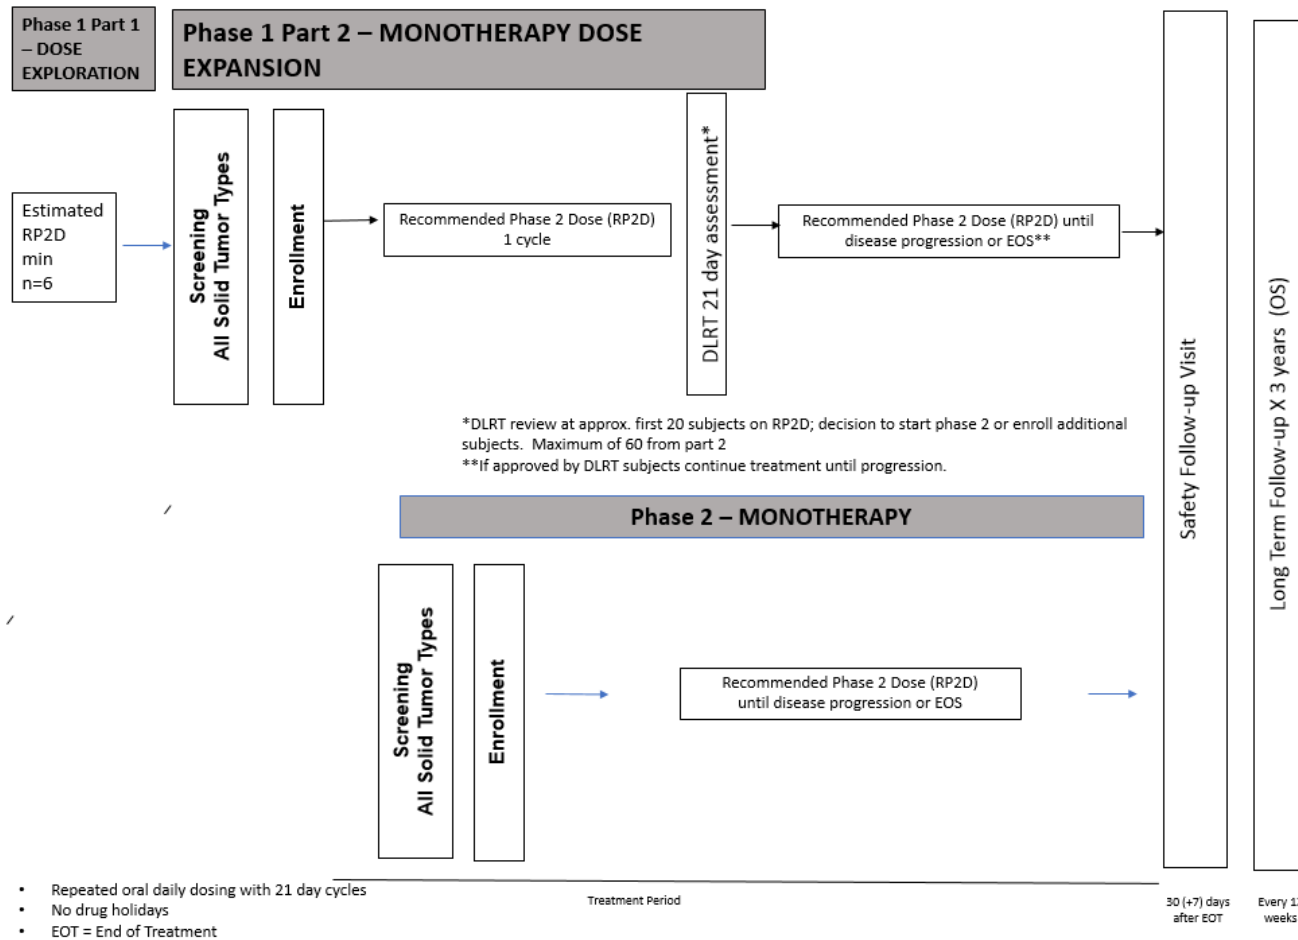 Phase 1 Part 1
– DOSE
EXPLORATION
Phase 1 Part 2 – MONOTHERAPY DOSE
EXPANSION
Estimated
RP2D
min
n=6
Screening
All Solid Tumor Types
Enrollment
Recommended Phase 2 Dose (RP2D)
1 cycle
DLRT 21 day assessment*
Recommended Phase 2 Dose (RP2D) until
disease progression or EOS**
Safety Follow-up Visit
Long Term Follow-up X 3 years (OS)
*DLRT review at approx. first 20 subjects on RP2D; decision to start phase 2 or enroll additional
subjects. Maximum of 60 from part 2
**If approved by DLRT subjects continue treatment until progression.
Phase 2 – MONOTHERAPY
Screening
All Solid Tumor Types
Enrollment
Recommended Phase 2 Dose (RP2D)
until disease progression or EOS
• Repeated oral daily dosing with 21 day cycles
• No drug holidays
• EOT = End of Treatment
Treatment Period
30 (+7) days
after EOT
Every
weeks